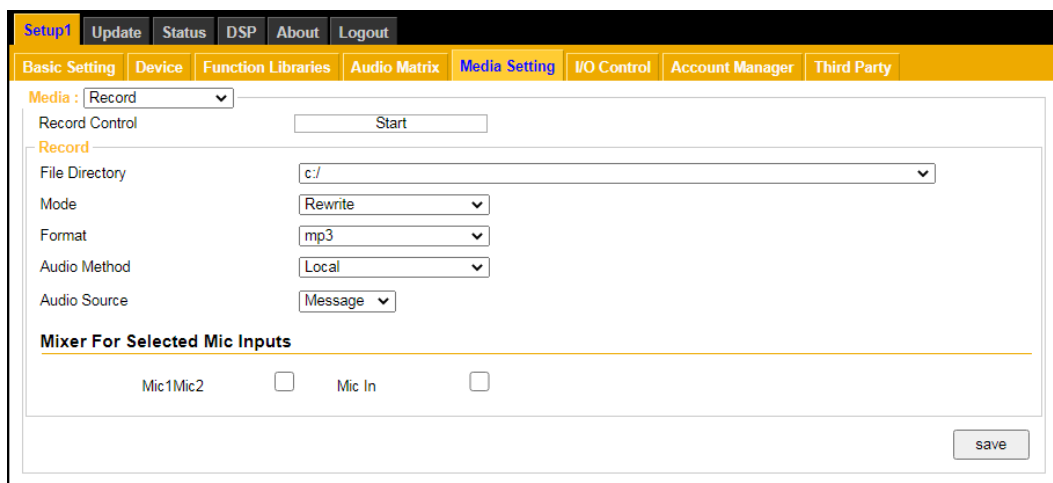 Setup1 Update Status DSP About Logout
Basic Setting Device Function Libraries Audio Matrix Media Setting I/O Control Account Manager Third Party
Media : Record
Record Control Start
Record
File Directory c:/
Mode Rewrite
Format mp3
Audio Method Local
Audio Source Message
Mixer For Selected Mic Inputs
Mic1Mic2 Mic In
save